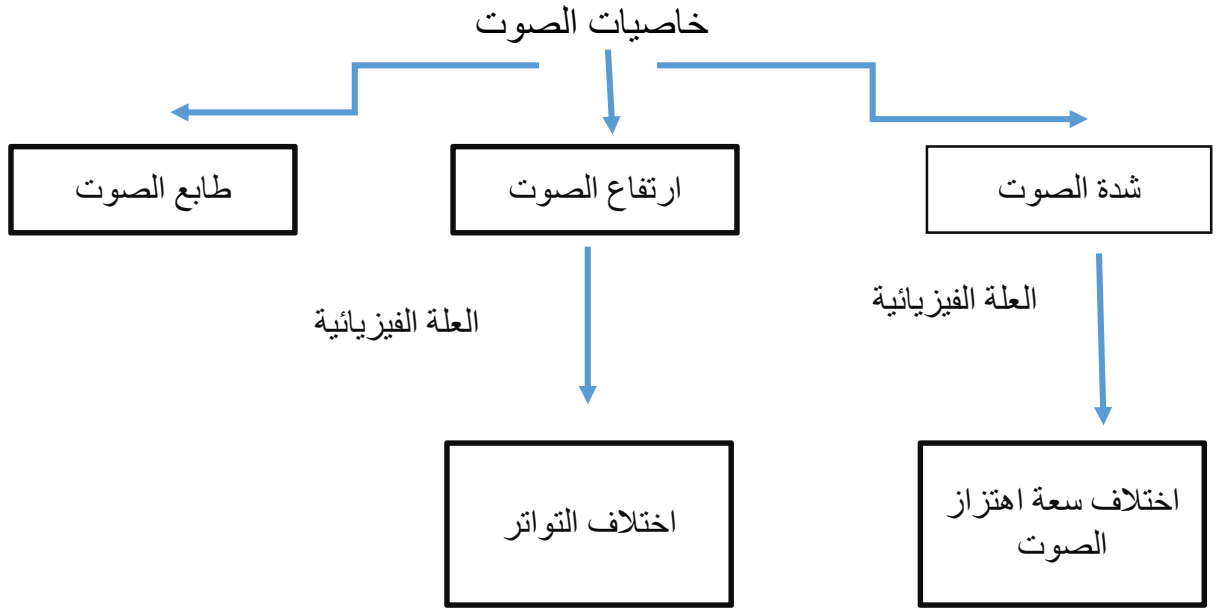 خاصيات الصوت
شدة الصوت
ارتفاع الصوت
طابع الصوت
العلة الفيزيائية
العلة الفيزيائية
اختلاف سعة اهتزاز
الصوت
اختلاف التواتر